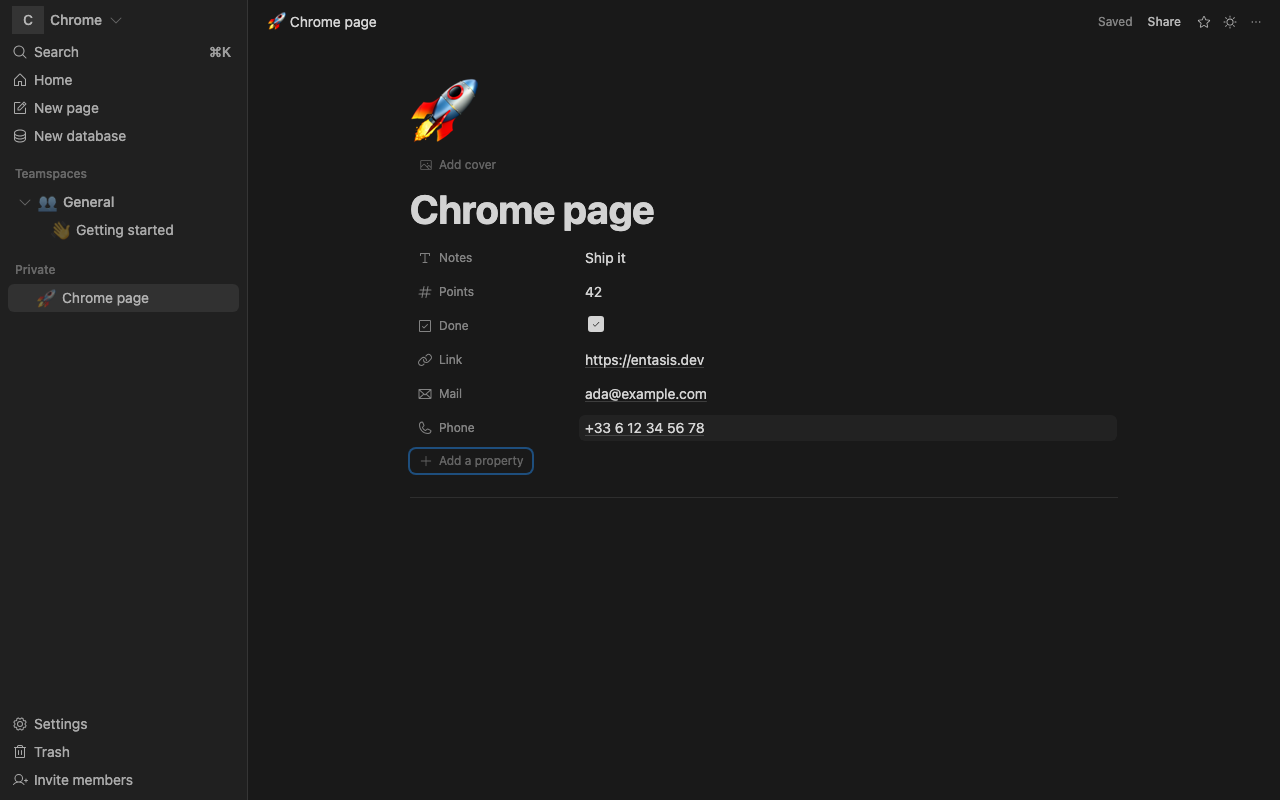 C Chrome
Search ⌘K
Home
New page
New database
Teamspaces
General
Getting started
Private
Chrome page
Settings
Trash
Invite members
Chrome page
Saved Share
Add cover
Chrome page
Notes Ship it
Points 42
Done
Link https://entasis.dev
Mail ada@example.com
Phone +33 6 12 34 56 78
Add a property